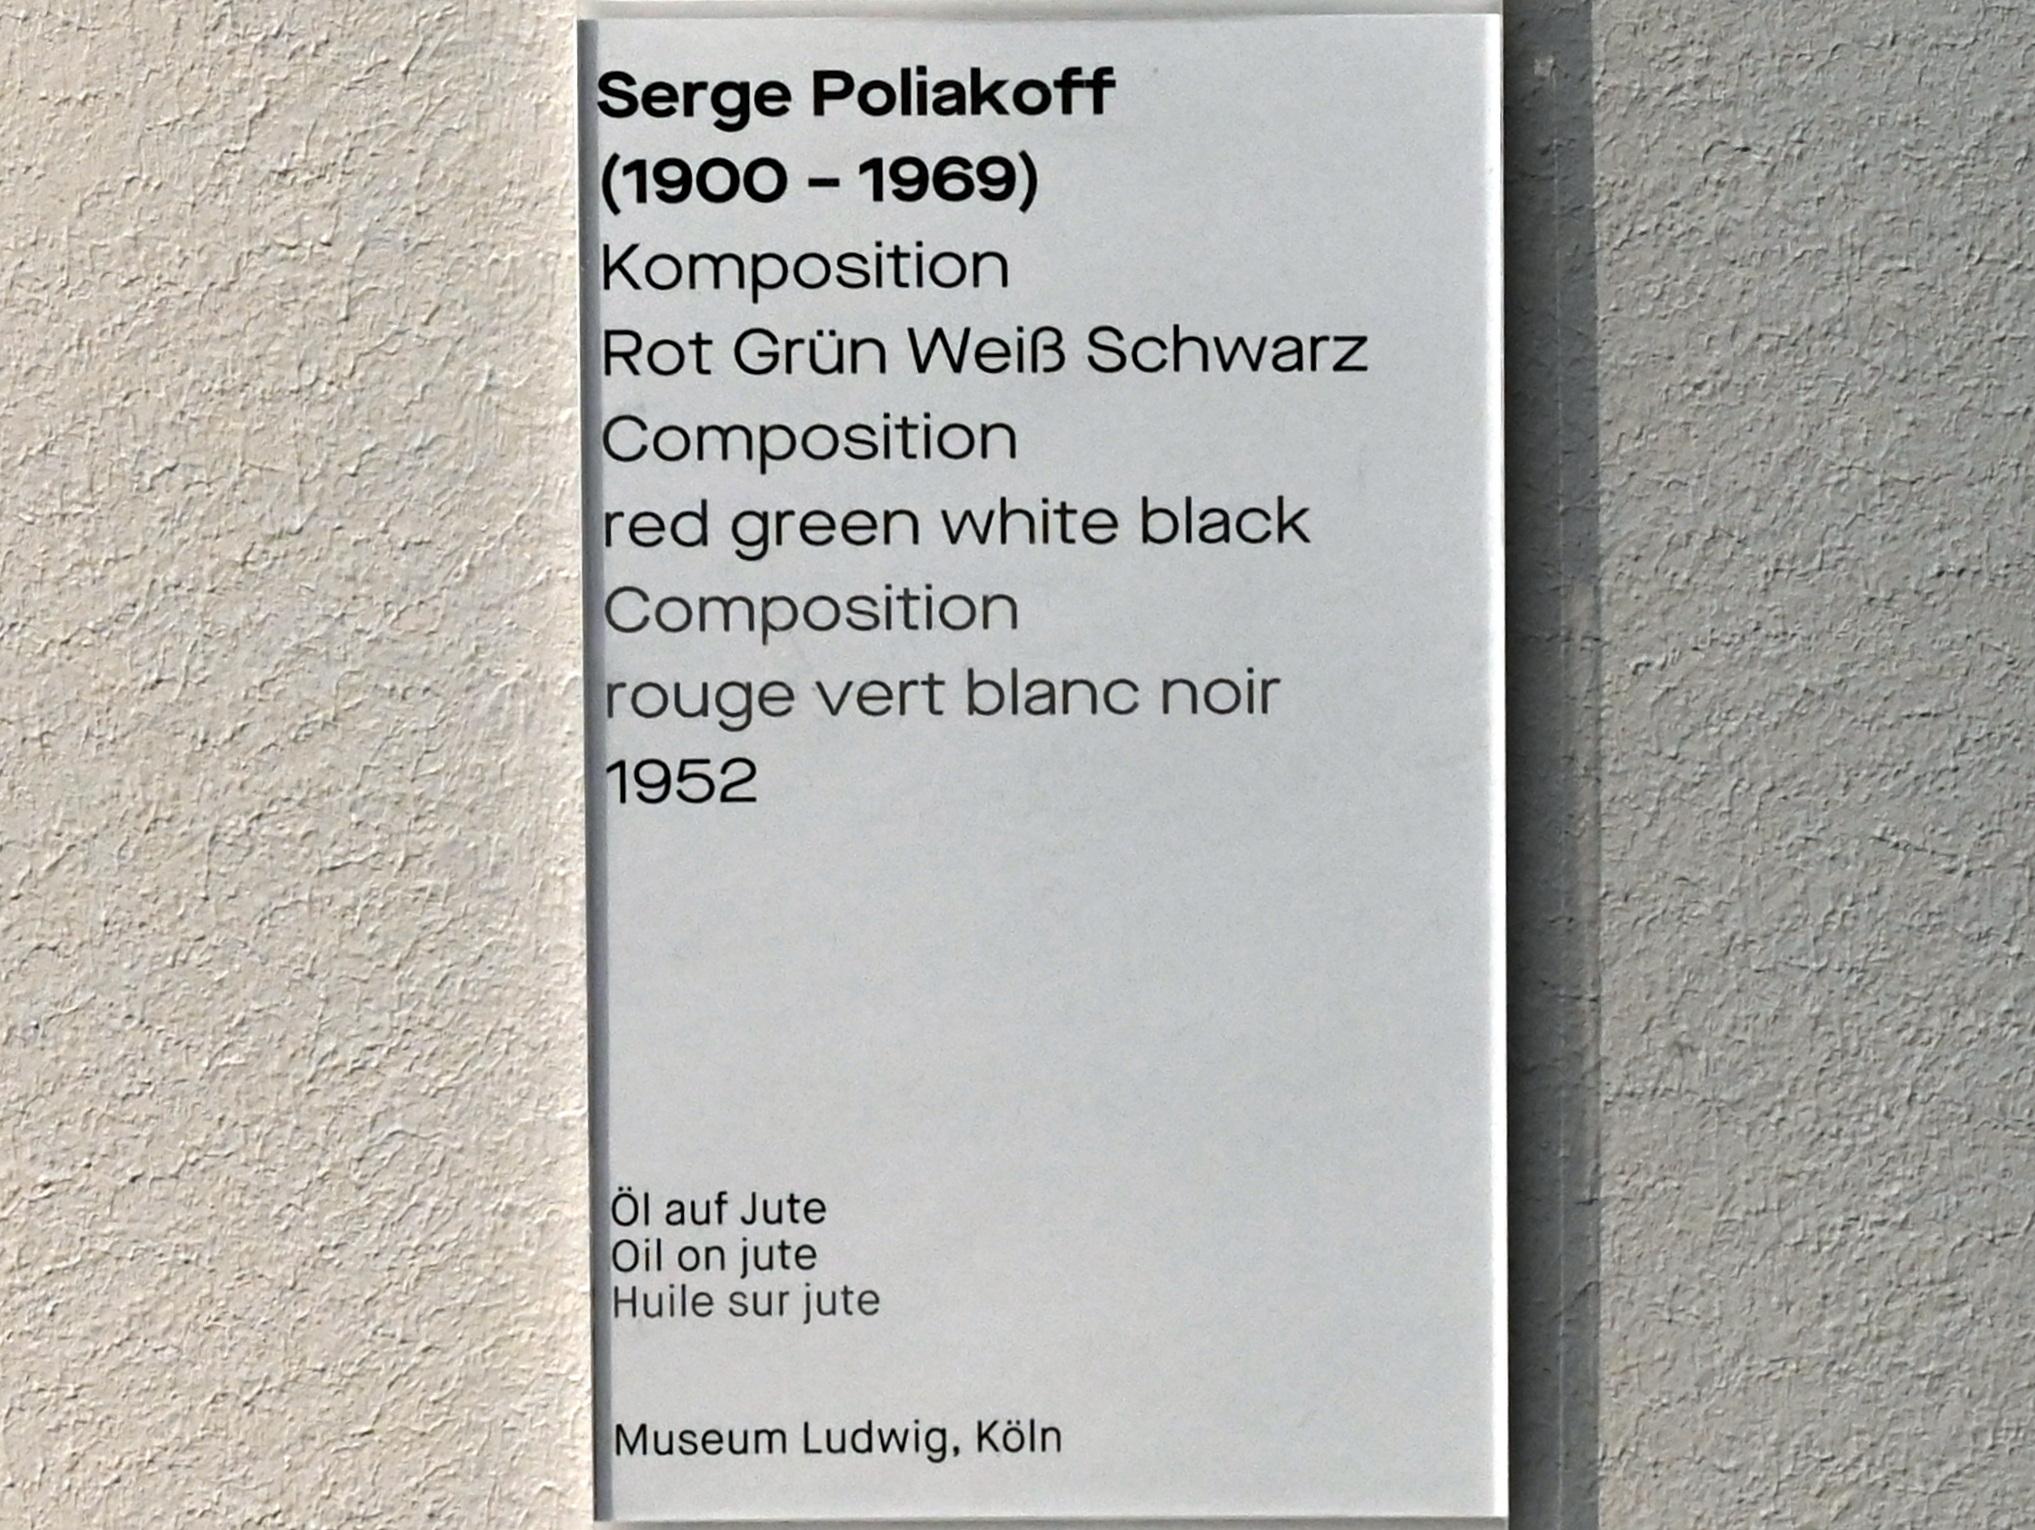 Serge Poliakoff
(1900 – 1969)
Komposition
Rot Grün Weiß Schwarz
Composition
red green white black
Composition
rouge vert blanc noir
1952
Öl auf Jute
Oil on jute
Huile sur jute
Museum Ludwig, Köln